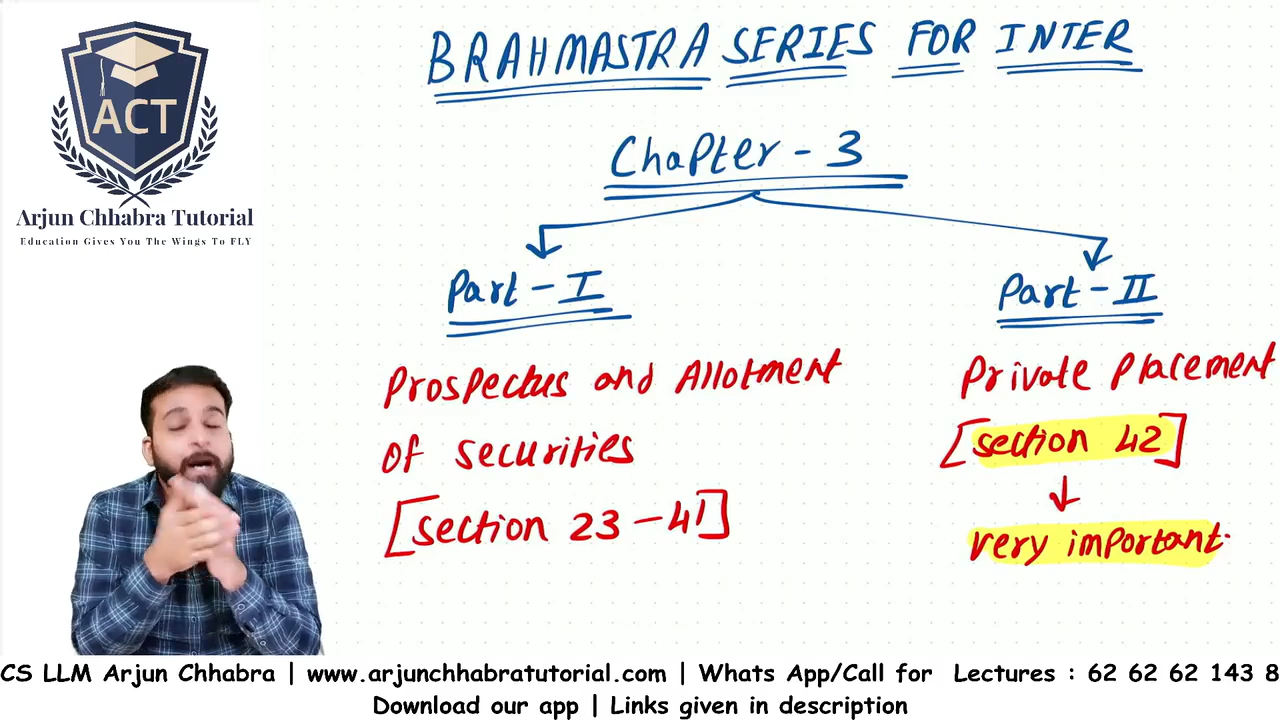 ACT
Arjun Chhabra Tutorial
Education Gives You The Wings To FLY
BRAHMASTRA SERIES FOR INTER
Chapter - 3
Part - I
Prospectus and Allotment
of securities
[section 23 - 41]
Part - II
Private Placement
[section 42]
very important.
CS LLM Arjun Chhabra | www.arjunchhabratutorial.com | Whats App/Call for Lectures : 62 62 62 143 8
Download our app | Links given in description